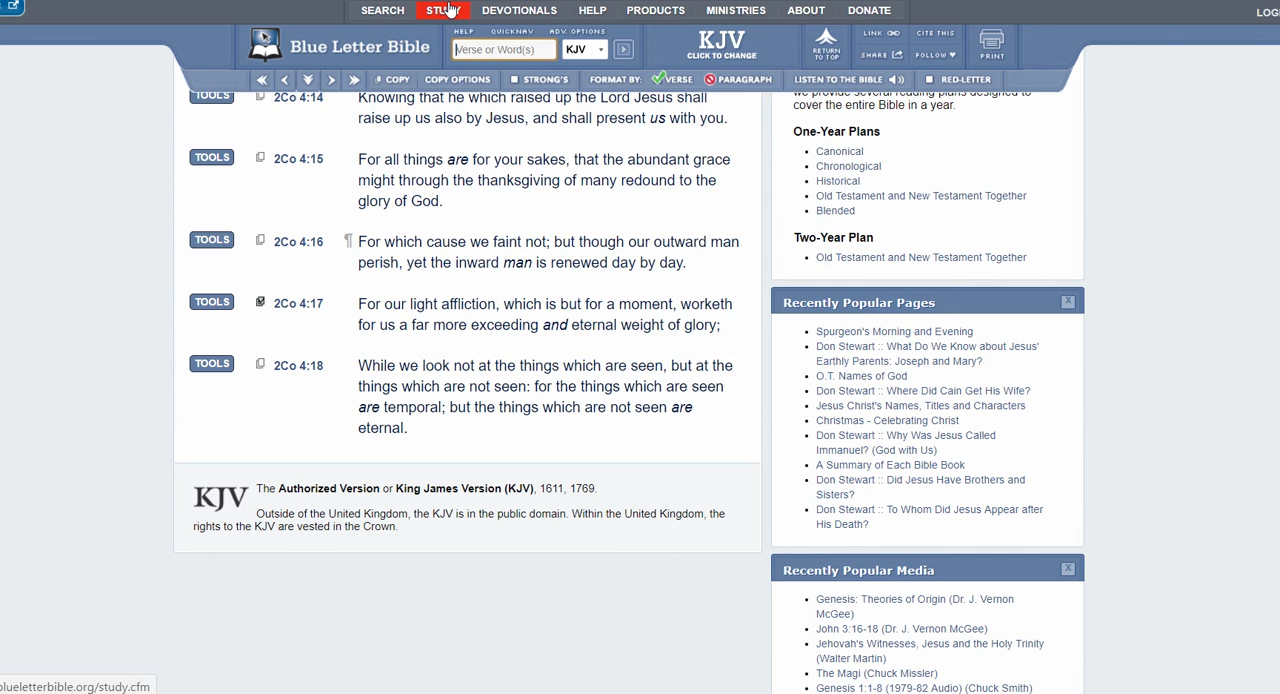 SEARCH STUDY DEVOTIONALS HELP PRODUCTS MINISTRIES ABOUT DONATE
Blue Letter Bible
HELP QUICKNAV ADV. OPTIONS
Verse or Word(s) KJV
KJV
CLICK TO CHANGE
RETURN
TO TOP
LINK CITE THIS
SHARE FOLLOW
PRINT
COPY COPY OPTIONS STRONG'S FORMAT BY: VERSE PARAGRAPH LISTEN TO THE BIBLE RED-LETTER
TOOLS 2Co 4:14 Knowing that he which raised up the Lord Jesus shall
raise up us also by Jesus, and shall present us with you.
TOOLS 2Co 4:15 For all things are for your sakes, that the abundant grace
might through the thanksgiving of many redound to the
glory of God.
TOOLS 2Co 4:16 ¶ For which cause we faint not; but though our outward man
perish, yet the inward man is renewed day by day.
TOOLS 2Co 4:17 For our light affliction, which is but for a moment, worketh
for us a far more exceeding and eternal weight of glory;
TOOLS 2Co 4:18 While we look not at the things which are seen, but at the
things which are not seen: for the things which are seen
are temporal; but the things which are not seen are
eternal.
KJV The Authorized Version or King James Version (KJV), 1611, 1769.
Outside of the United Kingdom, the KJV is in the public domain. Within the United Kingdom, the
rights to the KJV are vested in the Crown.
we provide several reading plans designed to
cover the entire Bible in a year.
One-Year Plans
Canonical
Chronological
Historical
Old Testament and New Testament Together
Blended
Two-Year Plan
Old Testament and New Testament Together
Recently Popular Pages X
Spurgeon's Morning and Evening
Don Stewart :: What Do We Know about Jesus'
Earthly Parents: Joseph and Mary?
O.T. Names of God
Don Stewart :: Where Did Cain Get His Wife?
Jesus Christ's Names, Titles and Characters
Christmas - Celebrating Christ
Don Stewart :: Why Was Jesus Called
Immanuel? (God with Us)
A Summary of Each Bible Book
Don Stewart :: Did Jesus Have Brothers and
Sisters?
Don Stewart :: To Whom Did Jesus Appear after
His Death?
Recently Popular Media X
Genesis: Theories of Origin (Dr. J. Vernon
McGee)
John 3:16-18 (Dr. J. Vernon McGee)
Jehovah's Witnesses, Jesus and the Holy Trinity
(Walter Martin)
The Magi (Chuck Missler)
Genesis 1:1-8 (1979-82 Audio) (Chuck Smith)
blueletterbible.org/study.cfm